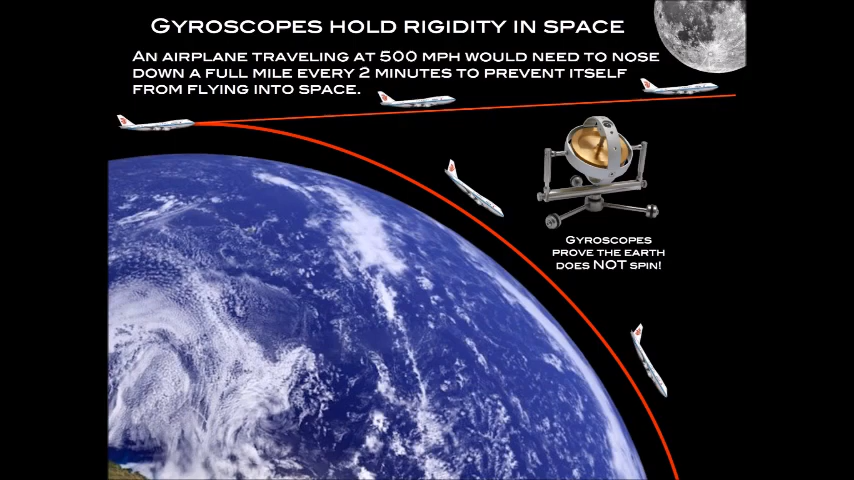 Gyroscopes hold rigidity in space
An airplane traveling at 500 mph would need to nose
down a full mile every 2 minutes to prevent itself
from flying into space.
Gyroscopes
prove the earth
does NOT spin!